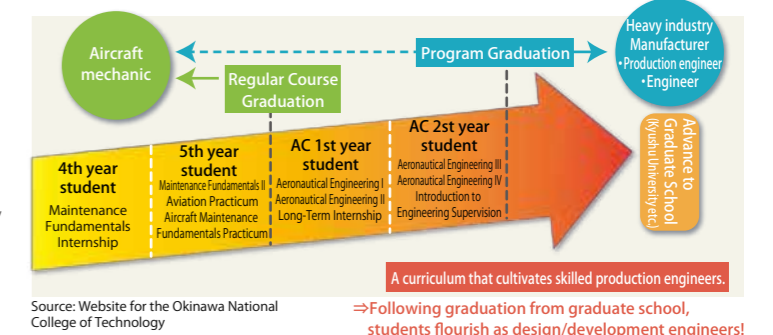 Aircraft
mechanic
Program Graduation
Heavy industry
Manufacturer
・Production engineer
・Engineer
Regular Course
Graduation
4th year
student
Maintenance
Fundamentals
Internship
5th year
student
Maintenance Fundamentals II
Aviation Practicum
Aircraft Maintenance
Fundamentals Practicum
AC 1st year
student
Aeronautical Engineering I
Aeronautical Engineering II
Long-Term Internship
AC 2st year
student
Aeronautical Engineering III
Aeronautical Engineering IV
Introduction to
Engineering Supervision
Advance to
Graduate School
(Kyushu University etc.)
A curriculum that cultivates skilled production engineers.
Source: Website for the Okinawa National
College of Technology
⇒Following graduation from graduate school,
students flourish as design/development engineers!